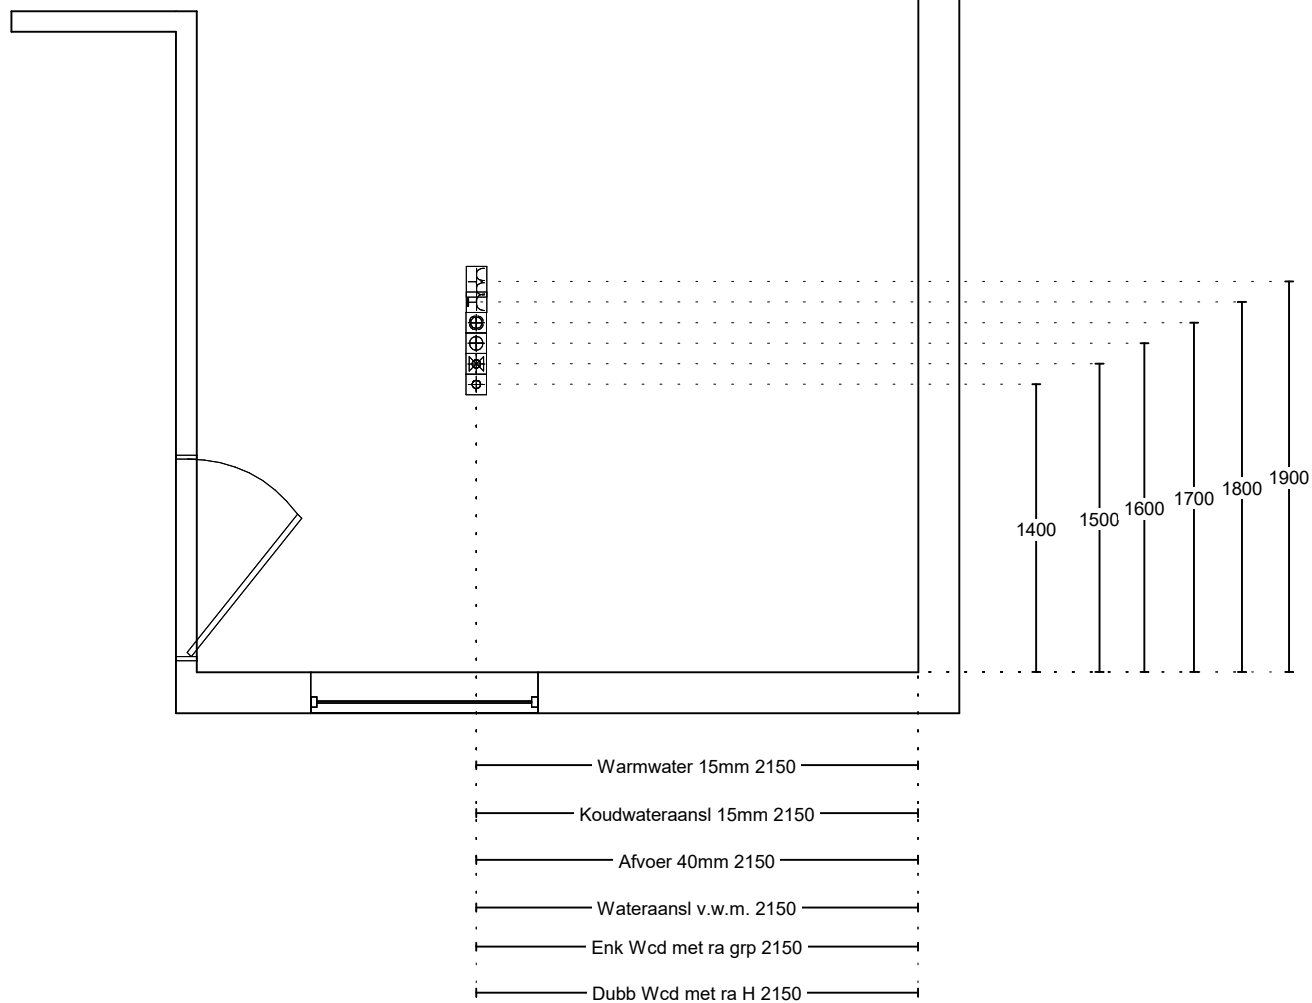 1900
1800
1700
1600
1500
1400
Warmwater 15mm 2150
Koudwateraansl 15mm 2150
Afvoer 40mm 2150
Wateraansl v.w.m. 2150
Enk Wcd met ra grp 2150
Dubb Wcd met ra H 2150